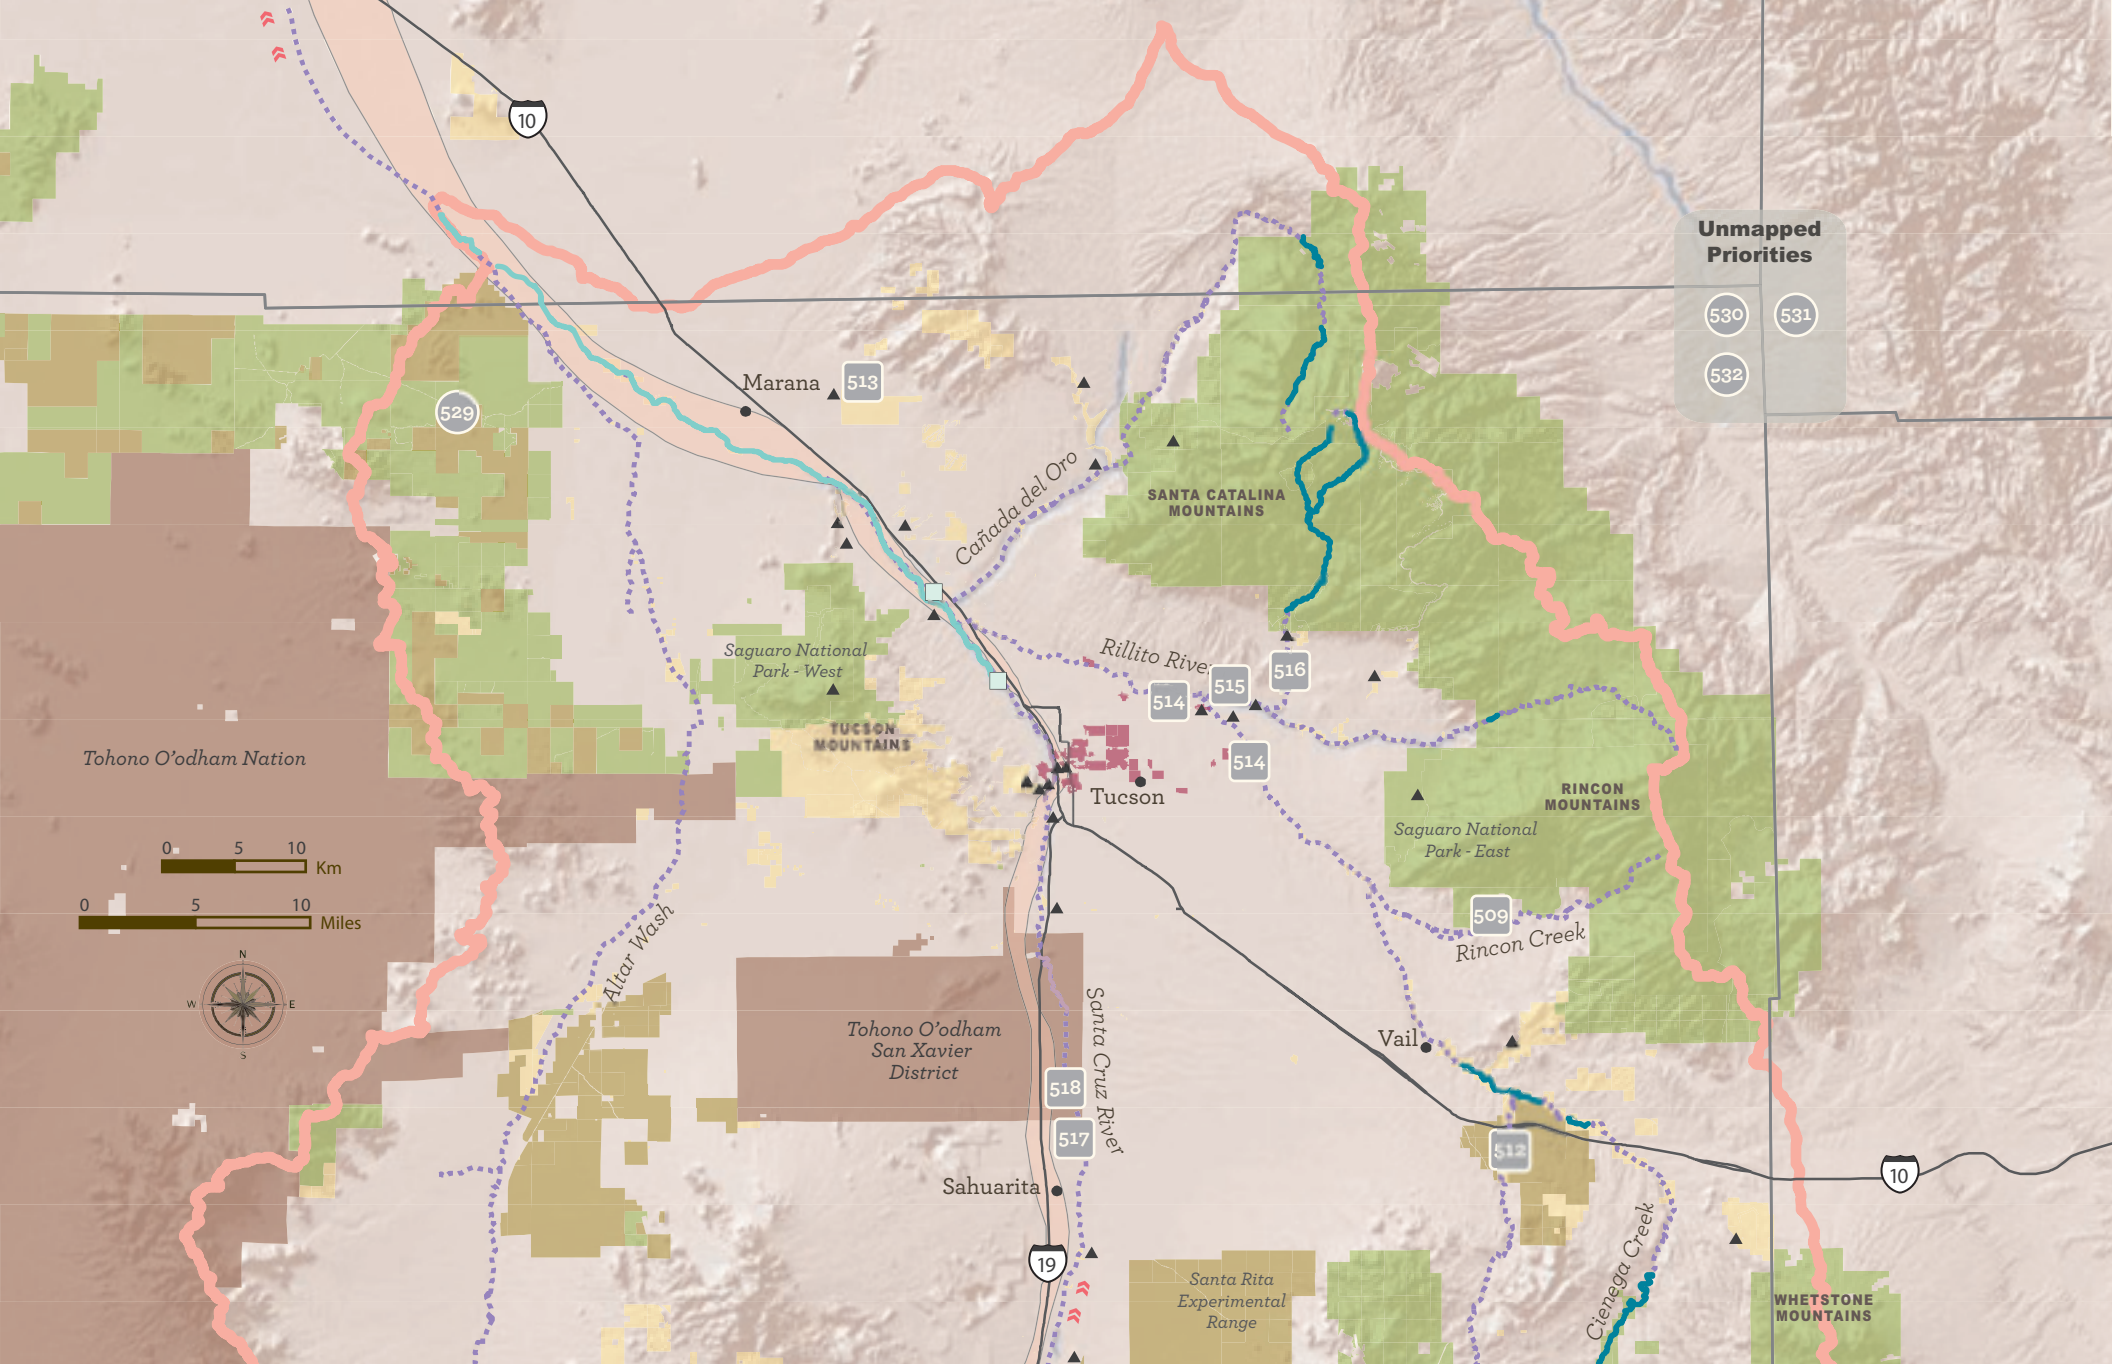 10
Unmapped
Priorities
530
531
532
Marana
513
529
Cañada del Oro
SANTA CATALINA
MOUNTAINS
Saguaro National
Park - West
Rillito River
514
515
516
TUCSON
MOUNTAINS
Tohono O'odham Nation
514
Tucson
RINCON
MOUNTAINS
Saguaro National
Park - East
0 5 10
Km
0 5 10
Miles
Altar Wash
509
Rincon Creek
N
W
E
S
Tohono O'odham
San Xavier
District
Santa Cruz River
Vail
518
517
512
Sahuarita
10
19
Santa Rita
Experimental
Range
Cienega Creek
WHETSTONE
MOUNTAINS